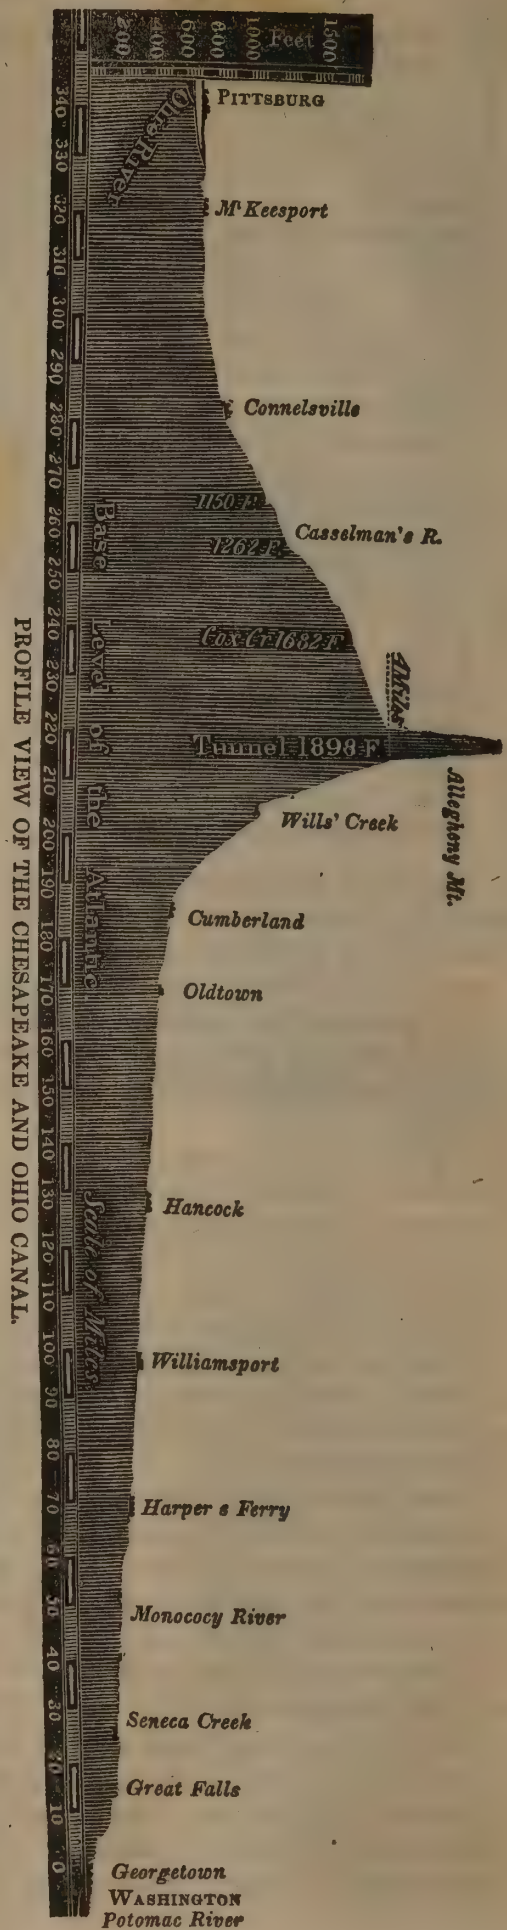 200 400 600 800 1000 Feet 1500
Ohio River
PITTSBURG
McKeesport
Connelsville
1150 F.
1262 F.
Casselman's R.
Cox Cr. 1682 F.
4 Miles
Tunnel 1898 F
Alleghony Mt.
Wills' Creek
Cumberland
Oldtown
Hancock
Williamsport
Harper s Ferry
Monococy River
Seneca Creek
Great Falls
Georgetown
WASHINGTON
Potomac River
Base Level of the Atlantic
Scale of Miles
340 330 320 310 300 290 280 270 260 250 240 230 220 210 200 190 180 170 160 150 140 130 120 110 100 90 80 70 60 50 40 30 20 10 0
PROFILE VIEW OF THE CHESAPEAKE AND OHIO CANAL.